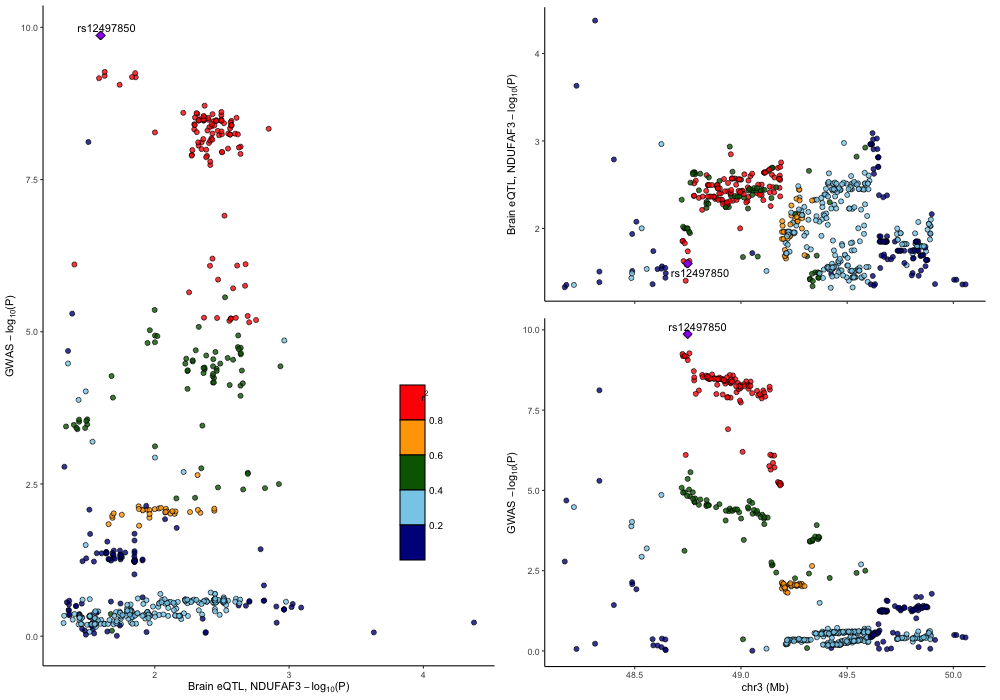 rs12497850
10.0
7.5
5.0
2.5
0.0
GWAS − log10(P)
2
3
4
Brain eQTL, NDUFAF3 − log10(P)
r2
0.8
0.6
0.4
0.2
4
3
2
Brain eQTL, NDUFAF3 − log10(P)
rs12497850
rs12497850
10.0
7.5
5.0
2.5
0.0
GWAS − log10(P)
48.5
49.0
49.5
50.0
chr3 (Mb)